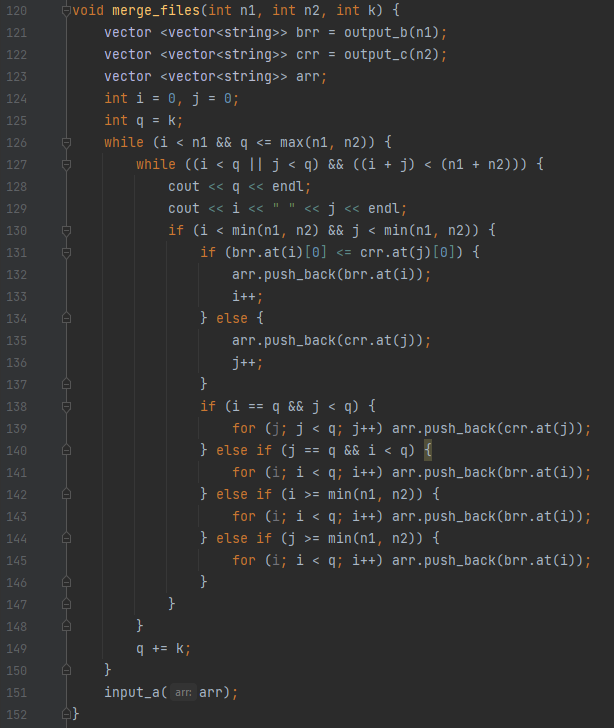 120 void merge_files(int n1, int n2, int k) {
121     vector <vector<string>> brr = output_b(n1);
122     vector <vector<string>> crr = output_c(n2);
123     vector <vector<string>> arr;
124     int i = 0, j = 0;
125     int q = k;
126     while (i < n1 && q <= max(n1, n2)) {
127         while ((i < q || j < q) && ((i + j) < (n1 + n2))) {
128             cout << q << endl;
129             cout << i << " " << j << endl;
130             if (i < min(n1, n2) && j < min(n1, n2)) {
131                 if (brr.at(i)[0] <= crr.at(j)[0]) {
132                     arr.push_back(brr.at(i));
133                     i++;
134                 } else {
135                     arr.push_back(crr.at(j));
136                     j++;
137                 }
138                 if (i == q && j < q) {
139                     for (j; j < q; j++) arr.push_back(crr.at(j));
140                 } else if (j == q && i < q) {
141                     for (i; i < q; i++) arr.push_back(brr.at(i));
142                 } else if (i >= min(n1, n2)) {
143                     for (i; i < q; i++) arr.push_back(brr.at(i));
144                 } else if (j >= min(n1, n2)) {
145                     for (i; i < q; i++) arr.push_back(brr.at(i));
146                 }
147             }
148         }
149         q += k;
150     }
151     input_a( arr: arr);
152 }